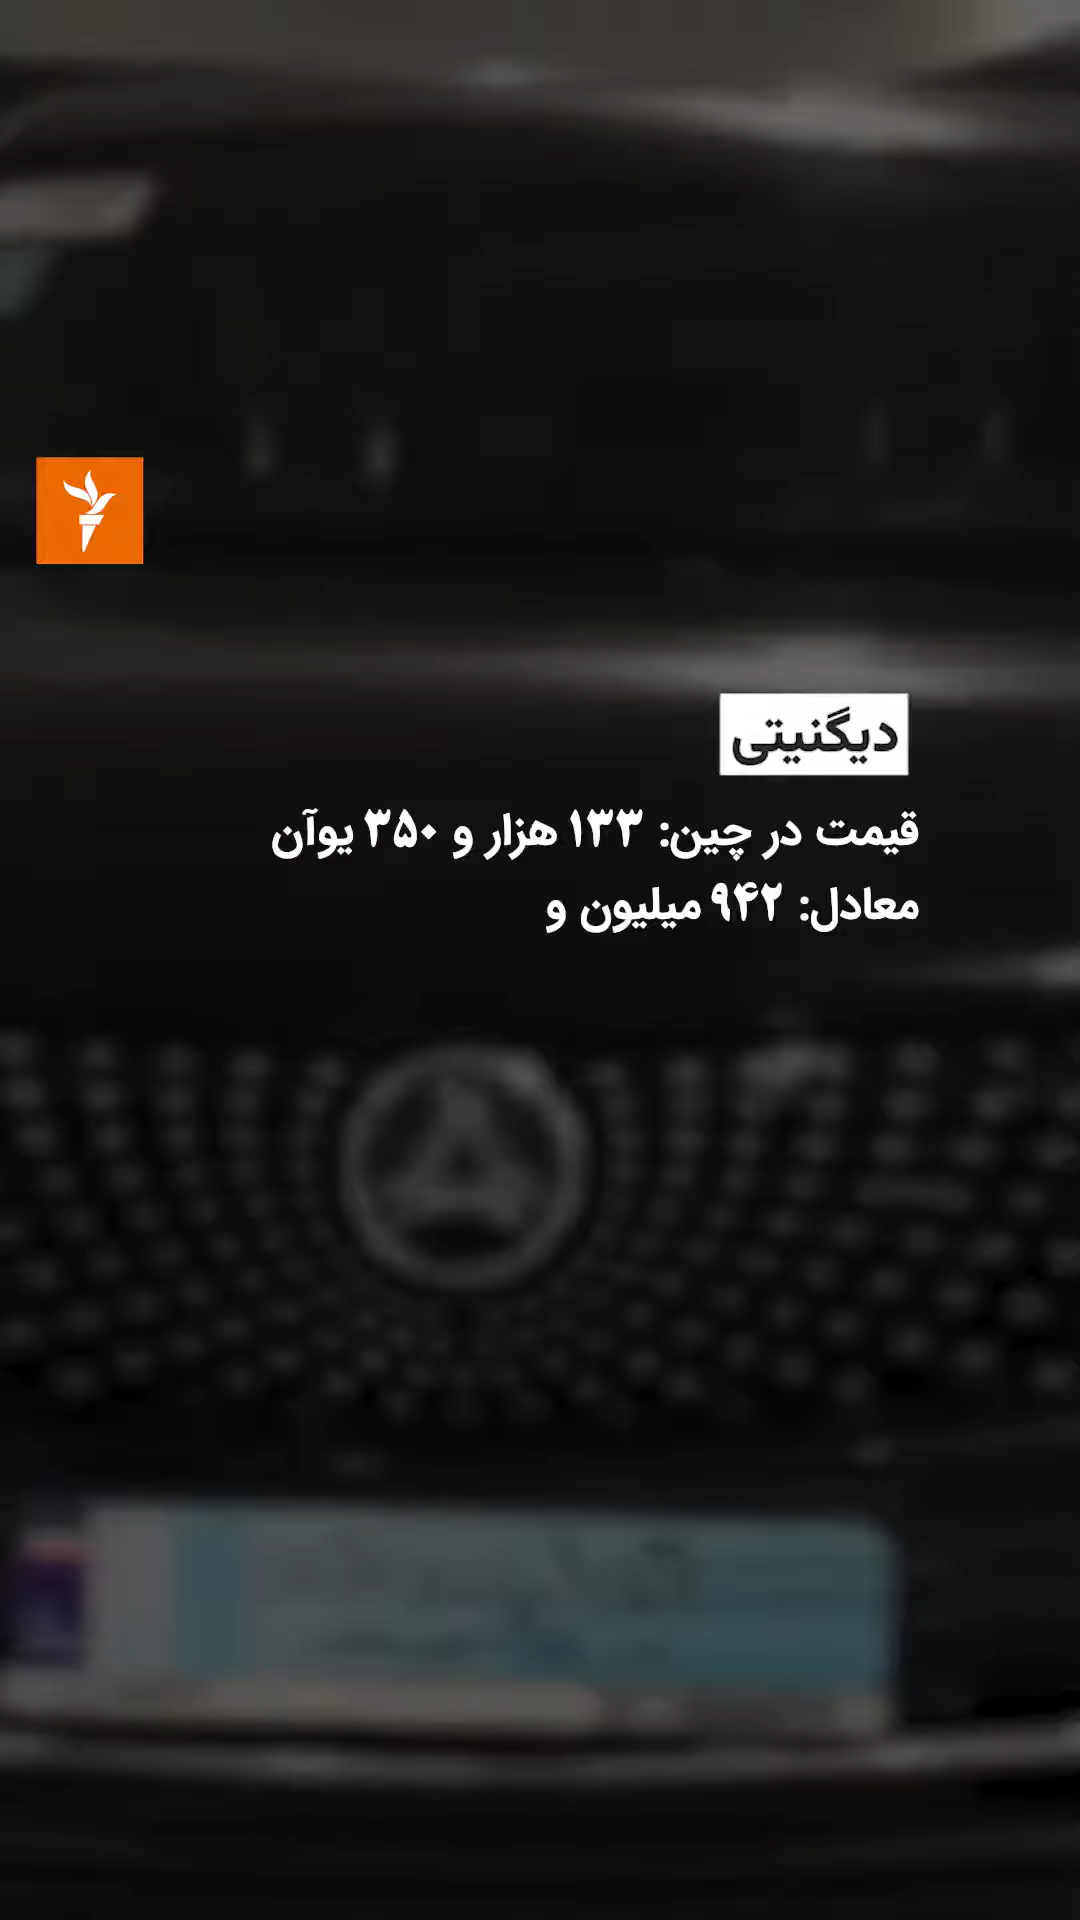 دیگنیتی
قیمت در چین: ۱۳۳ هزار و ۳۵۰ یوآن
معادل: ۹۴۲ میلیون و